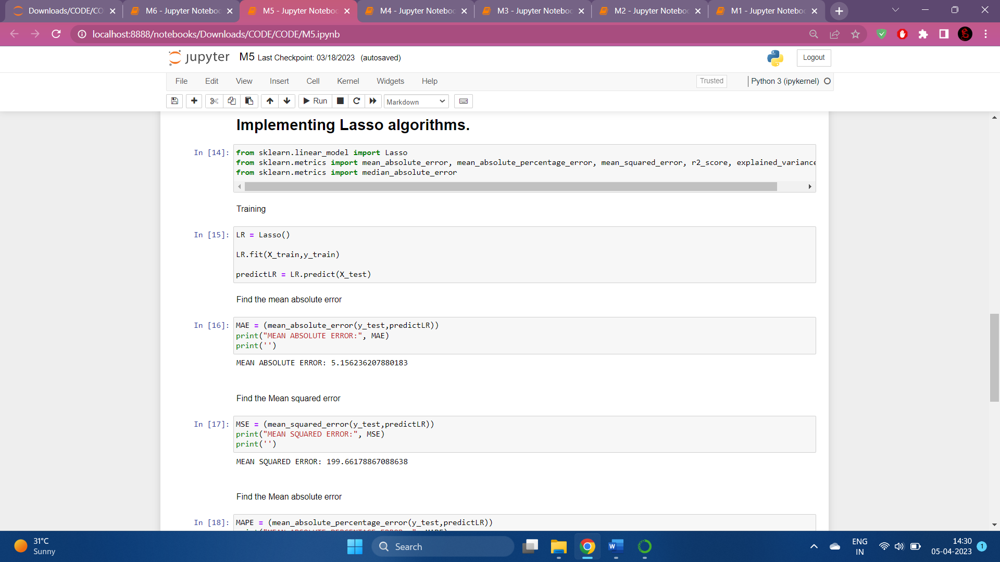 Downloads/CODE/CO
M6 - Jupyter Noteboo
M5 - Jupyter Noteboo
M4 - Jupyter Noteboo
M3 - Jupyter Noteboo
M2 - Jupyter Noteboo
M1 - Jupyter Noteboo
localhost:8888/notebooks/Downloads/CODE/CODE/M5.ipynb
jupyter M5 Last Checkpoint: 03/18/2023 (autosaved)
Logout
File Edit View Insert Cell Kernel Widgets Help
Trusted
Python 3 (ipykernel)
Run
Markdown
Implementing Lasso algorithms.
In [14]:
from sklearn.linear_model import Lasso
from sklearn.metrics import mean_absolute_error, mean_absolute_percentage_error, mean_squared_error, r2_score, explained_variance
from sklearn.metrics import median_absolute_error
Training
In [15]:
LR = Lasso()
LR.fit(X_train,y_train)
predictLR = LR.predict(X_test)
Find the mean absolute error
In [16]:
MAE = (mean_absolute_error(y_test,predictLR))
print("MEAN ABSOLUTE ERROR:", MAE)
print('')
MEAN ABSOLUTE ERROR: 5.156236207880183
Find the Mean squared error
In [17]:
MSE = (mean_squared_error(y_test,predictLR))
print("MEAN SQUARED ERROR:", MSE)
print('')
MEAN SQUARED ERROR: 199.66178867088638
Find the Mean absolute error
In [18]:
MAPE = (mean_absolute_percentage_error(y_test,predictLR))
31°C
Sunny
Search
ENG
IN
14:30
05-04-2023
1